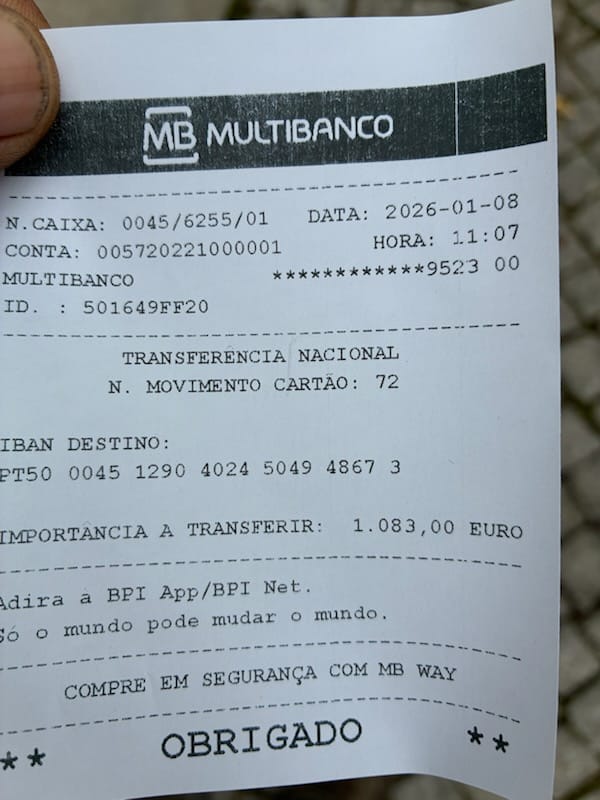 MB MULTIBANCO
N.CAIXA: 0045/6255/01 DATA: 2026-01-08
CONTA: 005720221000001 HORA: 11:07
MULTIBANCO ************9523 00
ID. : 501649FF20
TRANSFERÊNCIA NACIONAL
N. MOVIMENTO CARTÃO: 72
IBAN DESTINO:
PT50 0045 1290 4024 5049 4867 3
IMPORTÂNCIA A TRANSFERIR: 1.083,00 EURO
Adira à BPI App/BPI Net.
Só o mundo pode mudar o mundo.
COMPRE EM SEGURANÇA COM MB WAY
** OBRIGADO **